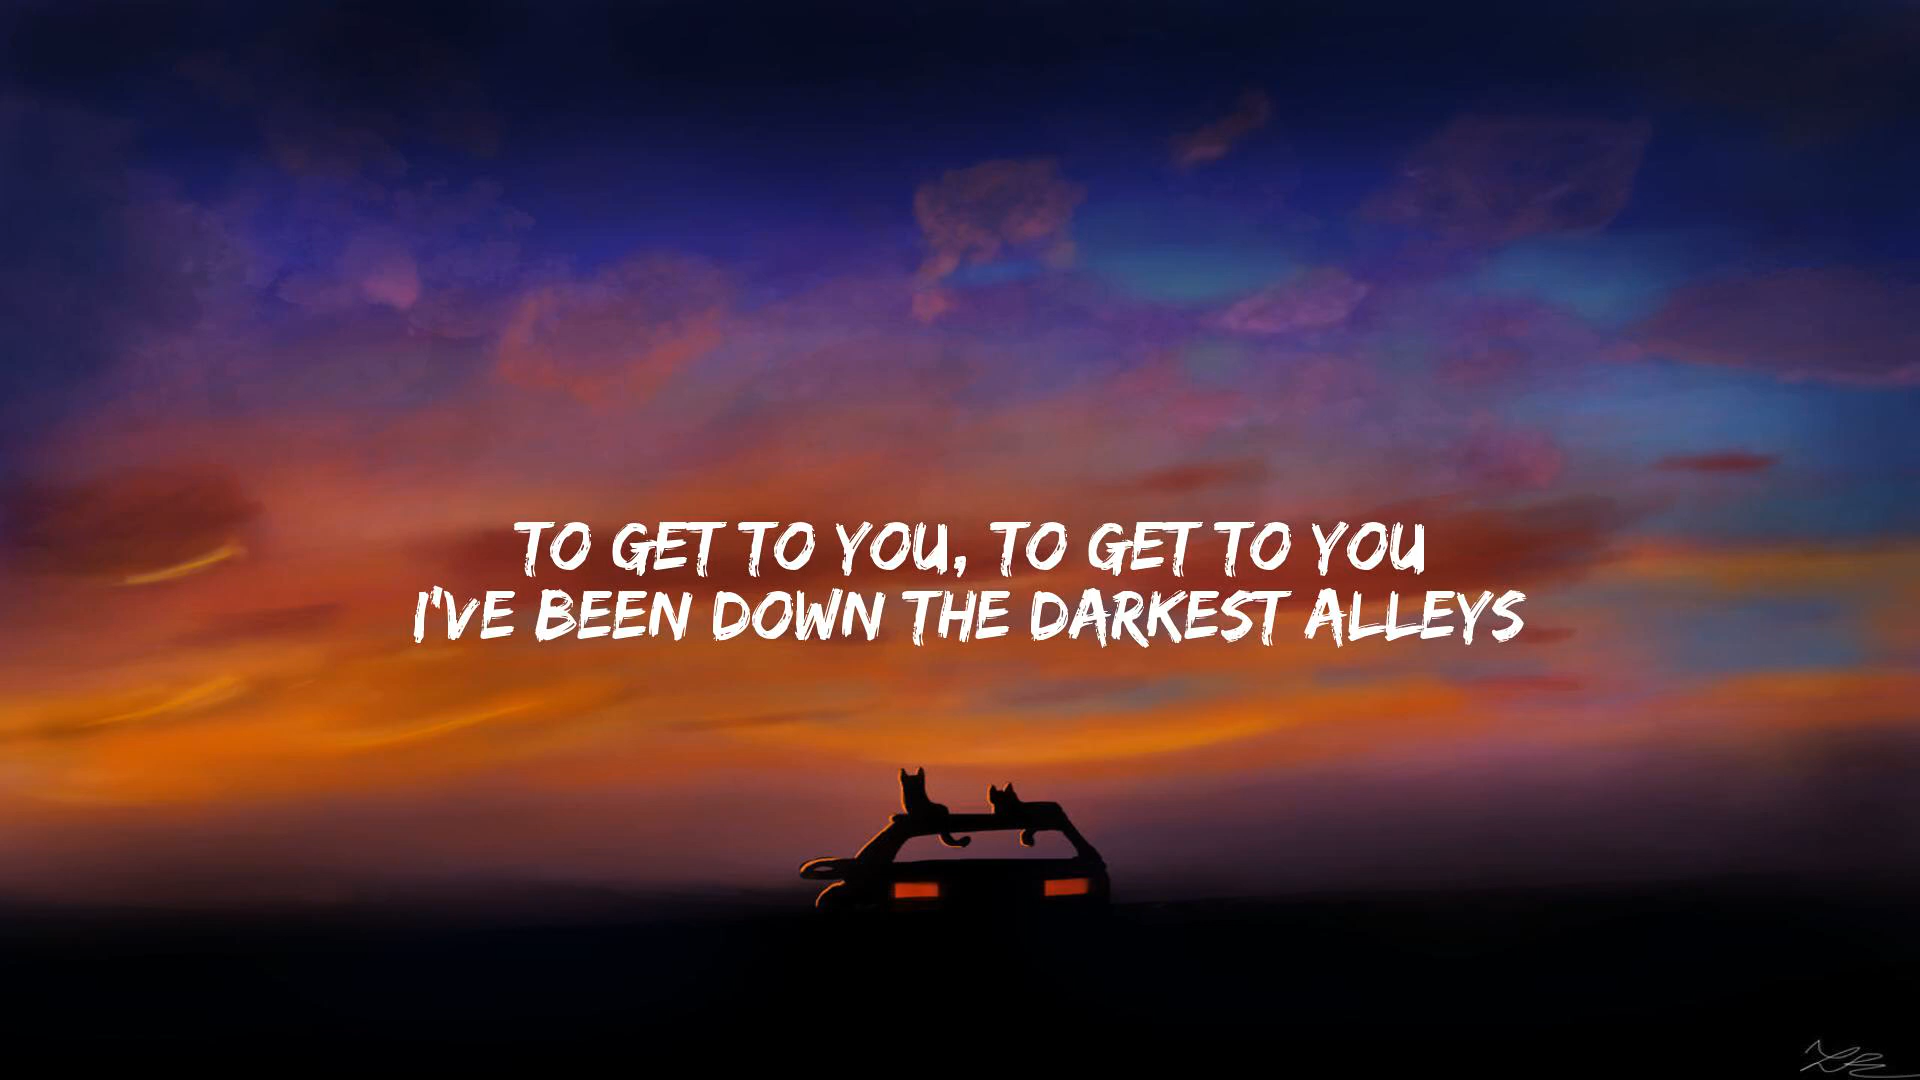 TO GET TO YOU, TO GET TO YOU
I'VE BEEN DOWN THE DARKEST ALLEYS